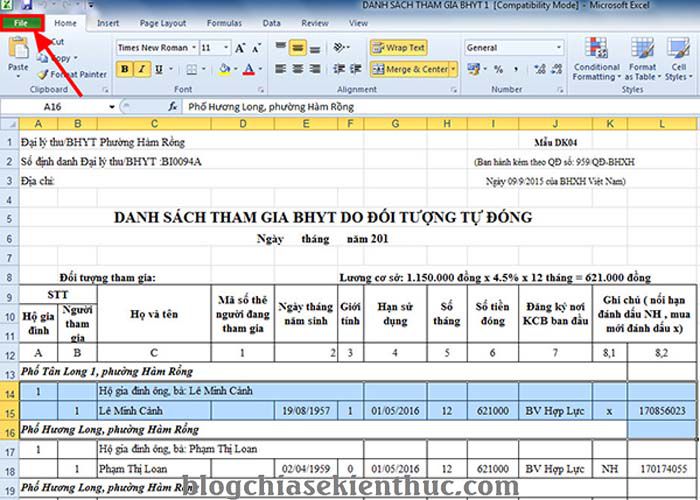 DANH SÁCH THAM GIA BHYT 1 [Compatibility Mode] - Microsoft Excel
File Home Insert Page Layout Formulas Data Review View
Cut
Paste Copy
Format Painter
Times New Roman 11 A A Wrap Text General
B I U Merge & Center $ % , Conditional Format Cell
Formatting as Table Styles
Clipboard Font Alignment Number Styles
A16 fx Phố Hương Long, phường Hàm Rồng
A B C D E F G H I J K L
1 Đại lý thu/BHYT Phường Hàm Rồng Mẫu DK04
2 Số định danh Đại lý thu/BHYT :BI0094A (Ban hành kèm theo QĐ số: 959/QĐ-BHXH
3 Địa chỉ: Ngày 09/9/2015 của BHXH Việt Nam)
4
5 DANH SÁCH THAM GIA BHYT DO ĐỐI TƯỢNG TỰ ĐÓNG
6 Ngày tháng năm 201
7
8 Đối tượng tham gia: Lương cơ sở: 1.150.000 đồng x 4.5% x 12 tháng = 621.000 đồng
9 STT
10 Hộ gia đình Người tham gia Họ và tên Mã số thẻ người đang tham gia Ngày tháng năm sinh Giới tính Hạn sử dụng Số tháng Số tiền đóng Đăng ký nơi KCB ban đầu Ghi chú ( nối hạn đánh dấu NH , mua mới đánh dấu x)
11
12 A B C 1 2 3 4 5 6 7 8,1 8,2
13 Phố Tân Long 1, phường Hàm Rồng
14 1 Hộ gia đình ông, bà: Lê Minh Cảnh
15 1 Lê Minh Cảnh 19/08/1957 1 01/05/2016 12 621000 BV Hợp Lực x 170856023
16 Phố Hương Long, phường Hàm Rồng
17 1 Hộ gia đình ông, bà: Phạm Thị Loan
18 1 Phạm Thị Loan 02/04/1959 0 01/05/2016 12 621000 BV Hợp Lực NH 170174055
19 Phố Hương Long, phường Hàm Rồng
blogchiasekienthuc.com